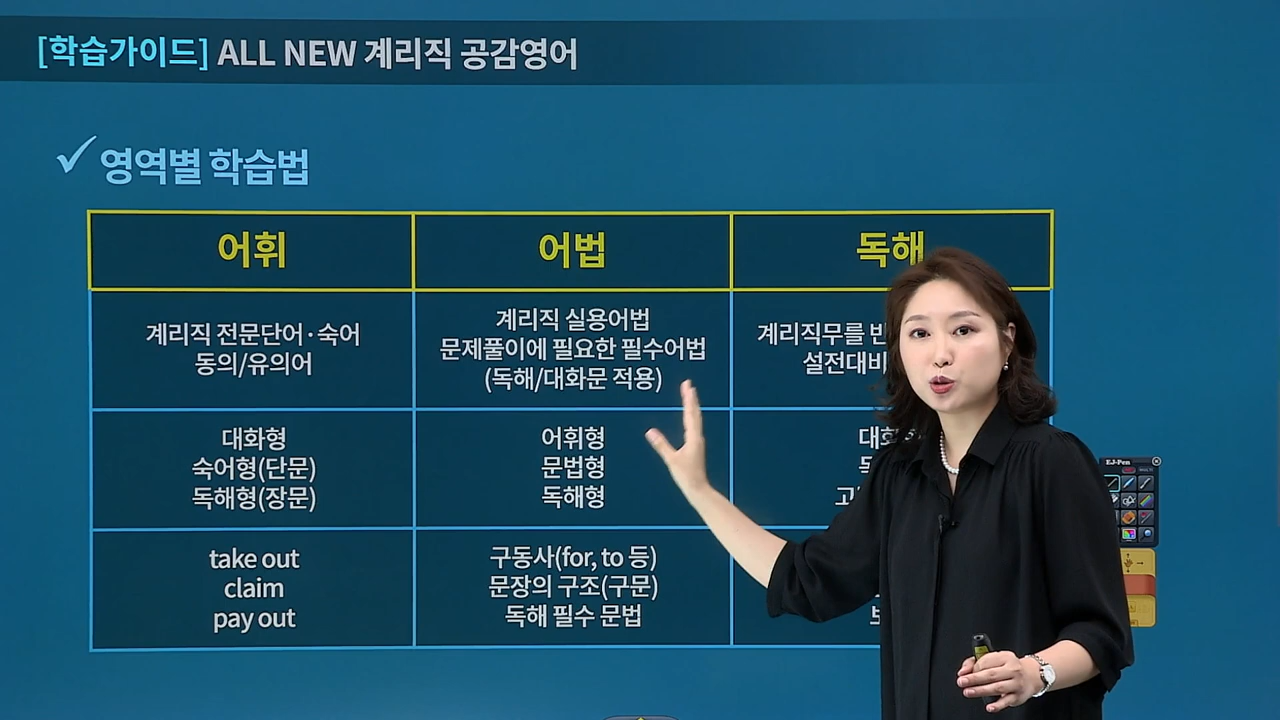 [학습가이드] ALL NEW 계리직 공감영어
영역별 학습법
어휘
어법
독해
계리직 전문단어·숙어
동의/유의어
계리직 실용어법
문제풀이에 필요한 필수어법
(독해/대화문 적용)
계리직무를
설전대비
대화형
숙어형(단문)
독해형(장문)
어휘형
문법형
독해형
take out
claim
pay out
구동사(for, to 등)
문장의 구조(구문)
독해 필수 문법
EJ-Pen